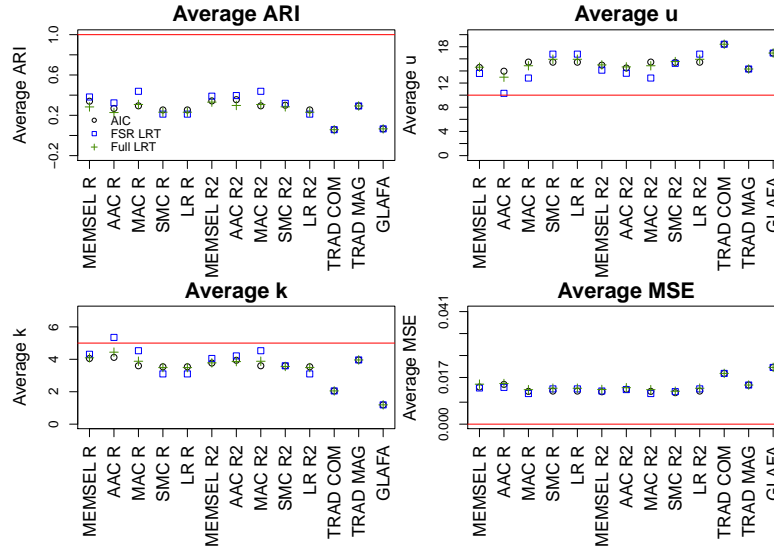 Average ARI
Average ARI
1.0
0.6
0.2
−0.2
AIC
FSR LRT
Full LRT
MEMSEL R
AAC R
MAC R
SMC R
LR R
MEMSEL R2
AAC R2
MAC R2
SMC R2
LR R2
TRAD COM
TRAD MAG
GLAFA
Average u
Average u
18
14
10
8
6
4
2
0
MEMSEL R
AAC R
MAC R
SMC R
LR R
MEMSEL R2
AAC R2
MAC R2
SMC R2
LR R2
TRAD COM
TRAD MAG
GLAFA
Average k
Average k
6
4
2
0
MEMSEL R
AAC R
MAC R
SMC R
LR R
MEMSEL R2
AAC R2
MAC R2
SMC R2
LR R2
TRAD COM
TRAD MAG
GLAFA
Average MSE
Average MSE
0.041
0.017
0.000
MEMSEL R
AAC R
MAC R
SMC R
LR R
MEMSEL R2
AAC R2
MAC R2
SMC R2
LR R2
TRAD COM
TRAD MAG
GLAFA